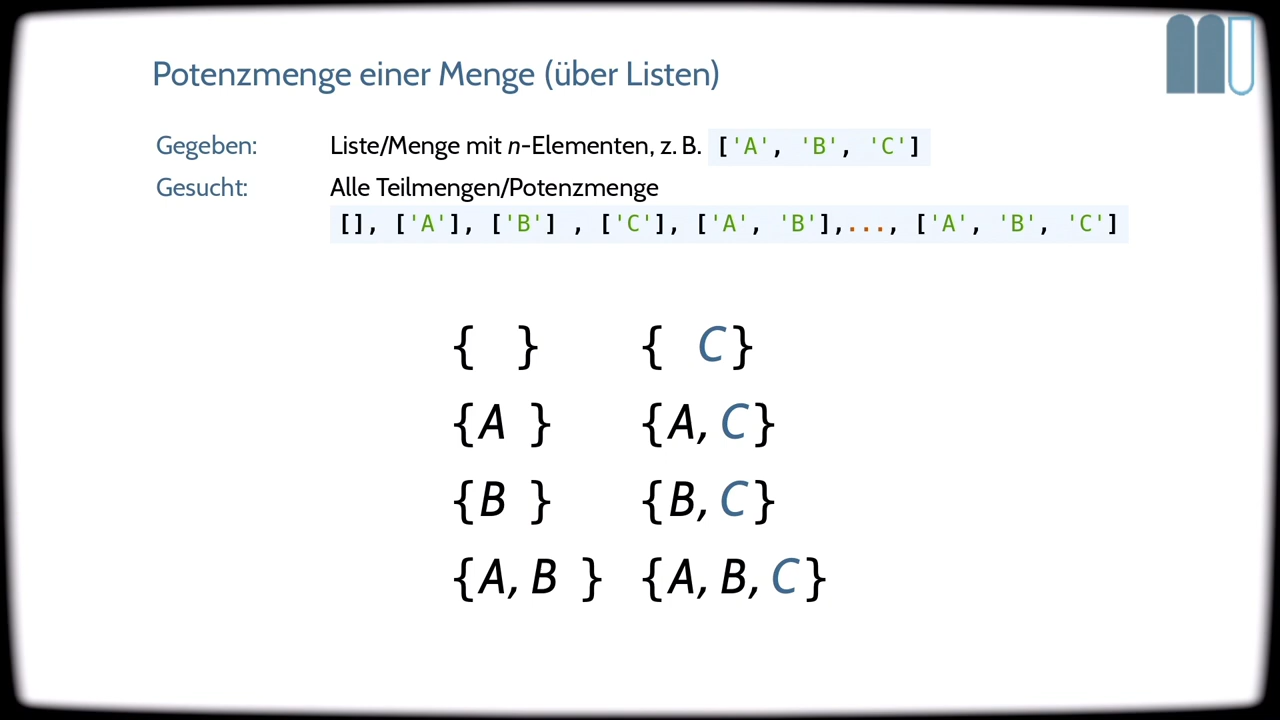 Potenzmenge einer Menge (über Listen)
Gegeben: Liste/Menge mit n-Elementen, z. B. ['A', 'B', 'C']
Gesucht: Alle Teilmengen/Potenzmenge
[], ['A'], ['B'] , ['C'], ['A', 'B'],..., ['A', 'B', 'C']
{ } { C}
{A } {A, C}
{B } {B, C}
{A, B } {A, B, C}